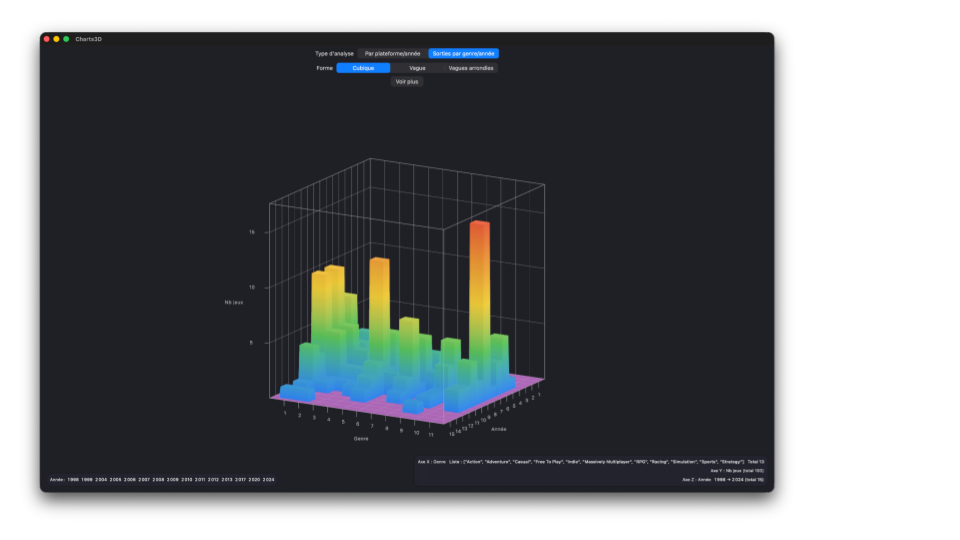 Charts3D
Type d'analyse Par plateforme/année Sorties par genre/année
Forme Cubique Vague Vagues arrondies
Voir plus
15
10
Nb jeux
5
1 2 3 4 5 6 7 8 9 10 11
Genre
15 14 13 12 11 10 9 8 7 6 5 4 3 2 1
Année
Axe X : Genre Liste : ["Action", "Adventure", "Casual", "Free To Play", "Indie", "Massively Multiplayer", "RPG", "Racing", "Simulation", "Sports", "Strategy"] Total 10
Axe Y : Nb jeux (total 100)
Année : 1998 1999 2004 2005 2006 2007 2008 2009 2010 2011 2012 2013 2017 2020 2024
Axe Z : Année 1998 → 2024 (total 16)